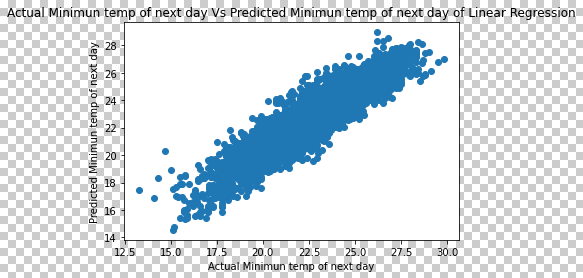 Actual Minimun temp of next day Vs Predicted Minimun temp of next day of Linear Regression
Predicted Minimun temp of next day
28
26
24
22
20
18
16
14
12.5 15.0 17.5 20.0 22.5 25.0 27.5 30.0
Actual Minimun temp of next day